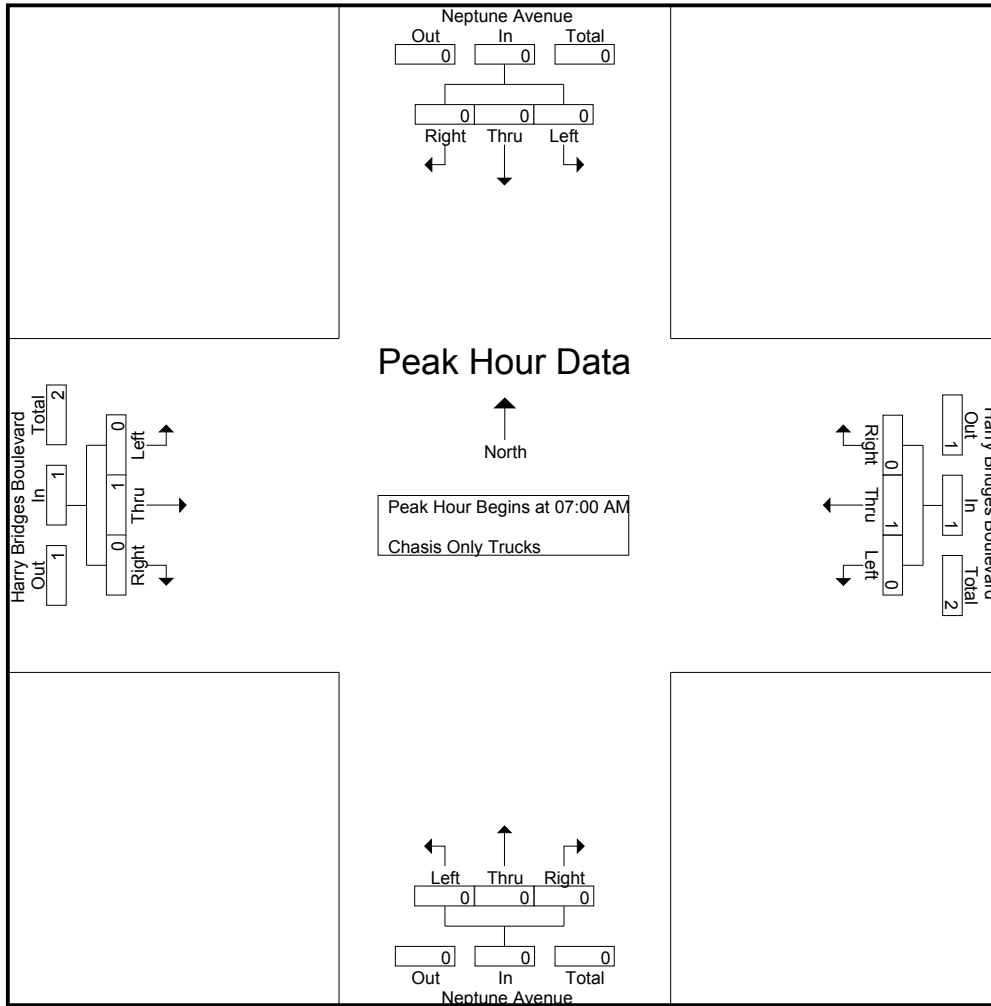 Neptune Avenue
Out In Total
0 0 0
0 0 0
Right Thru Left
Peak Hour Data
North
Peak Hour Begins at 07:00 AM
Chasis Only Trucks
Harry Bridges Boulevard
Out In Total
1 1 2
0 1 0
Left Thru Right
Harry Bridges Boulevard
Out In Total
1 1 2
0 1 0
Right Thru Left
Left Thru Right
0 0 0
0 0 0
Out In Total
Neptune Avenue